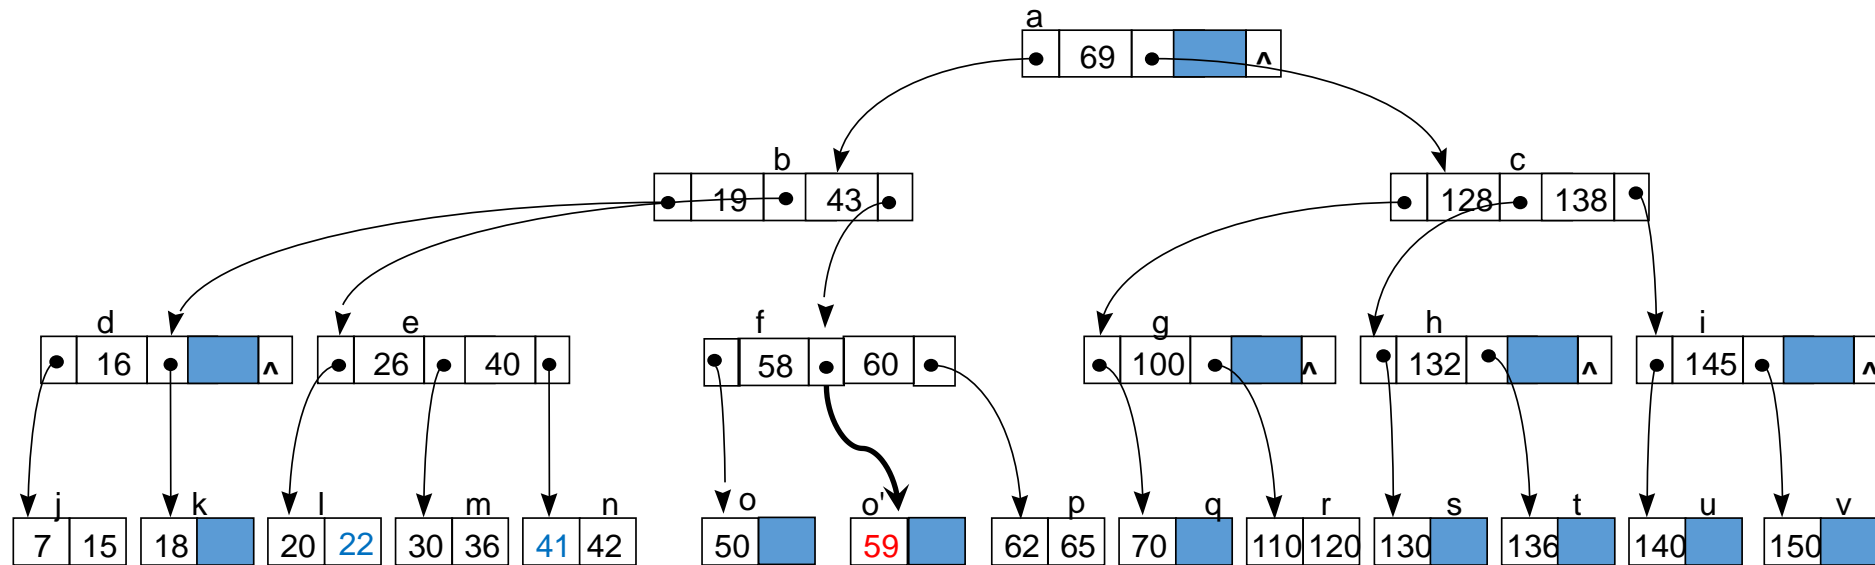 a
69 ^
b c
19 43 128 138
d e f g h i
16 ^ 26 40 58 60 100 ^ 132 ^ 145 ^
j k l m n o o' p q r s t u v
7 15 18 20 22 30 36 41 42 50 59 62 65 70 110 120 130 136 140 150